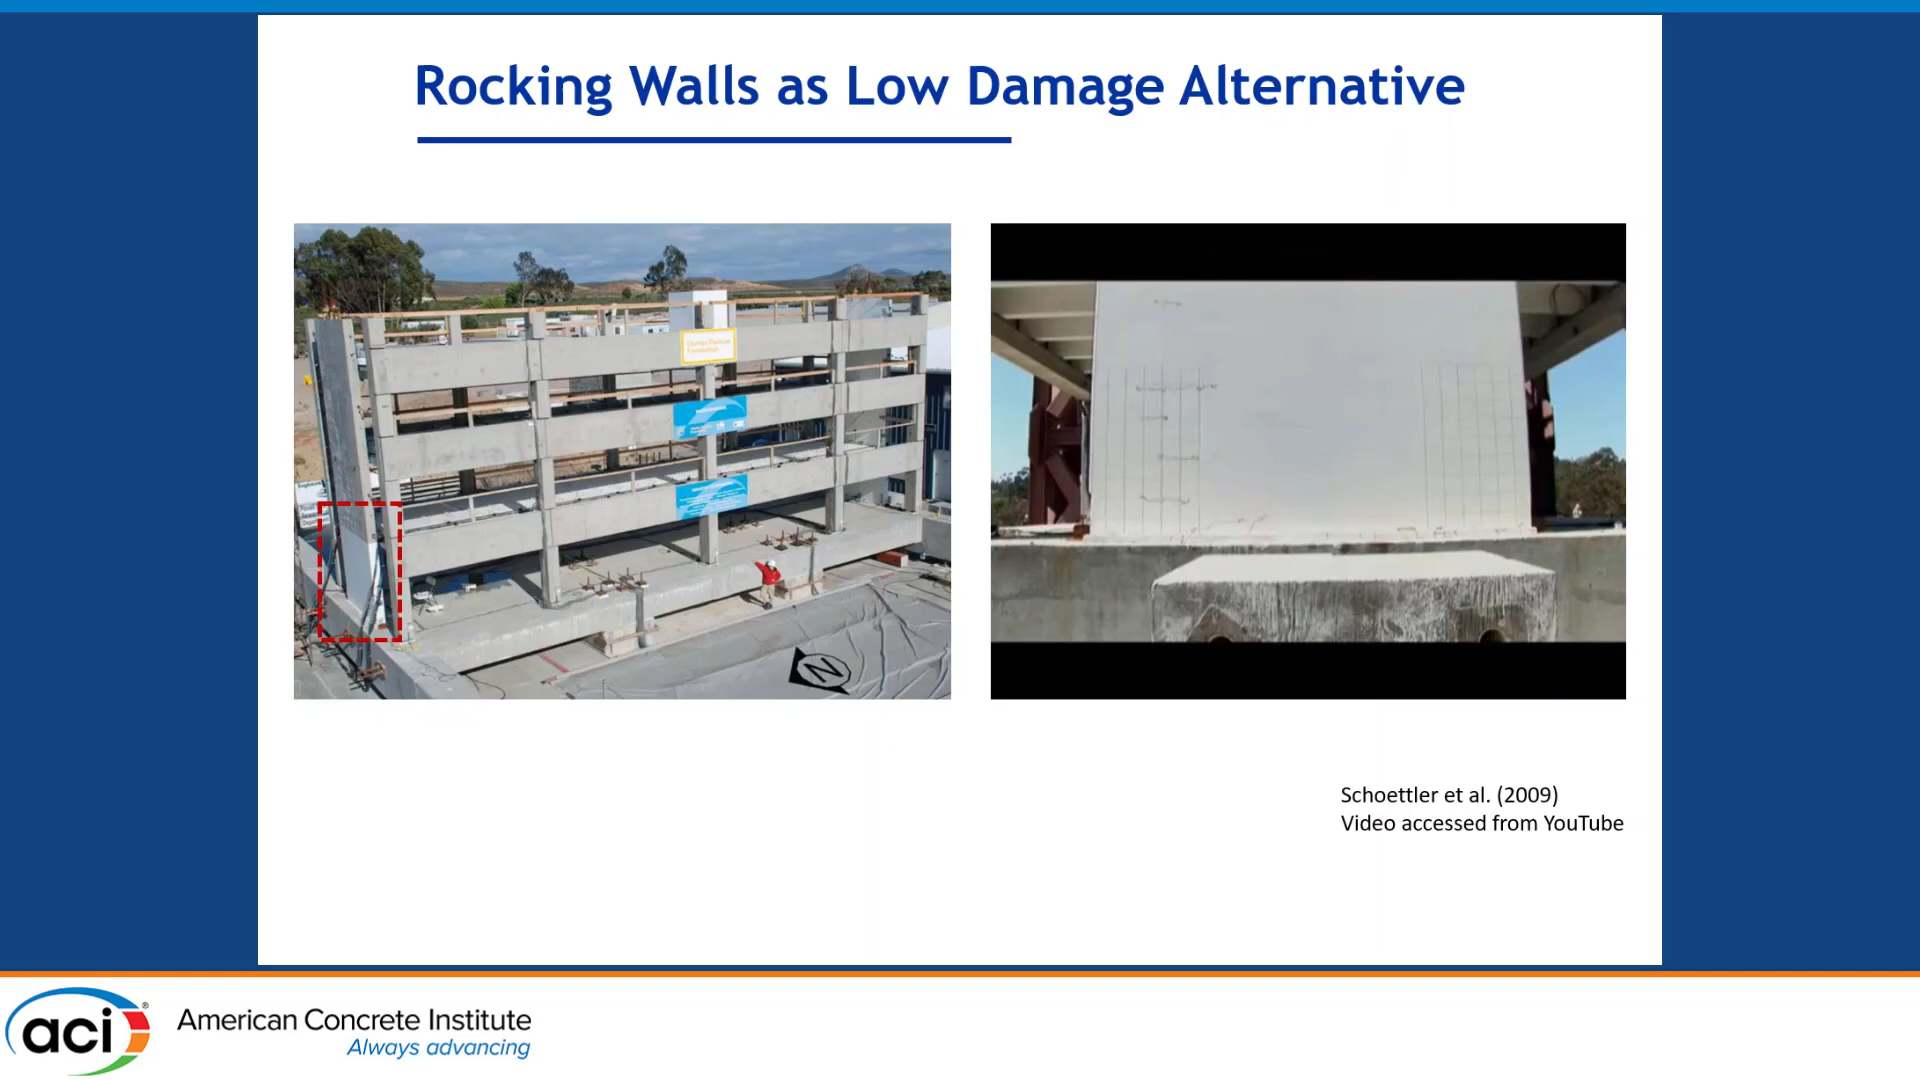 Rocking Walls as Low Damage Alternative
N
Schoettler et al. (2009)
Video accessed from YouTube
aci®
American Concrete Institute
Always advancing